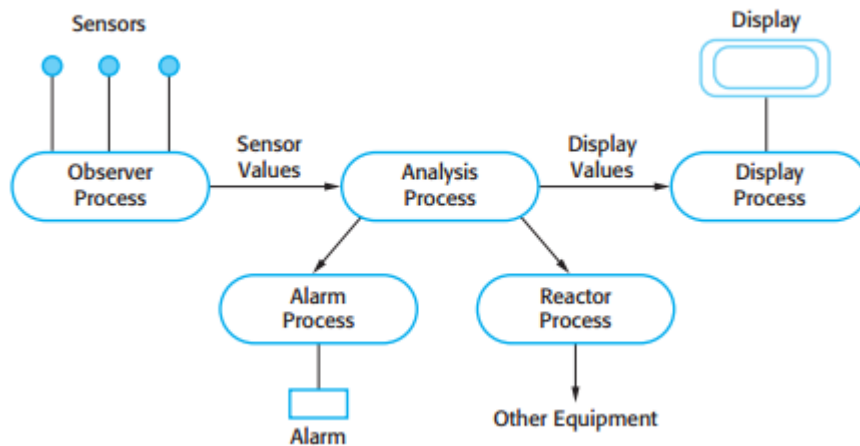 Sensors
Display
Observer
Process
Sensor
Values
Analysis
Process
Display
Values
Display
Process
Alarm
Process
Reactor
Process
Alarm
Other Equipment